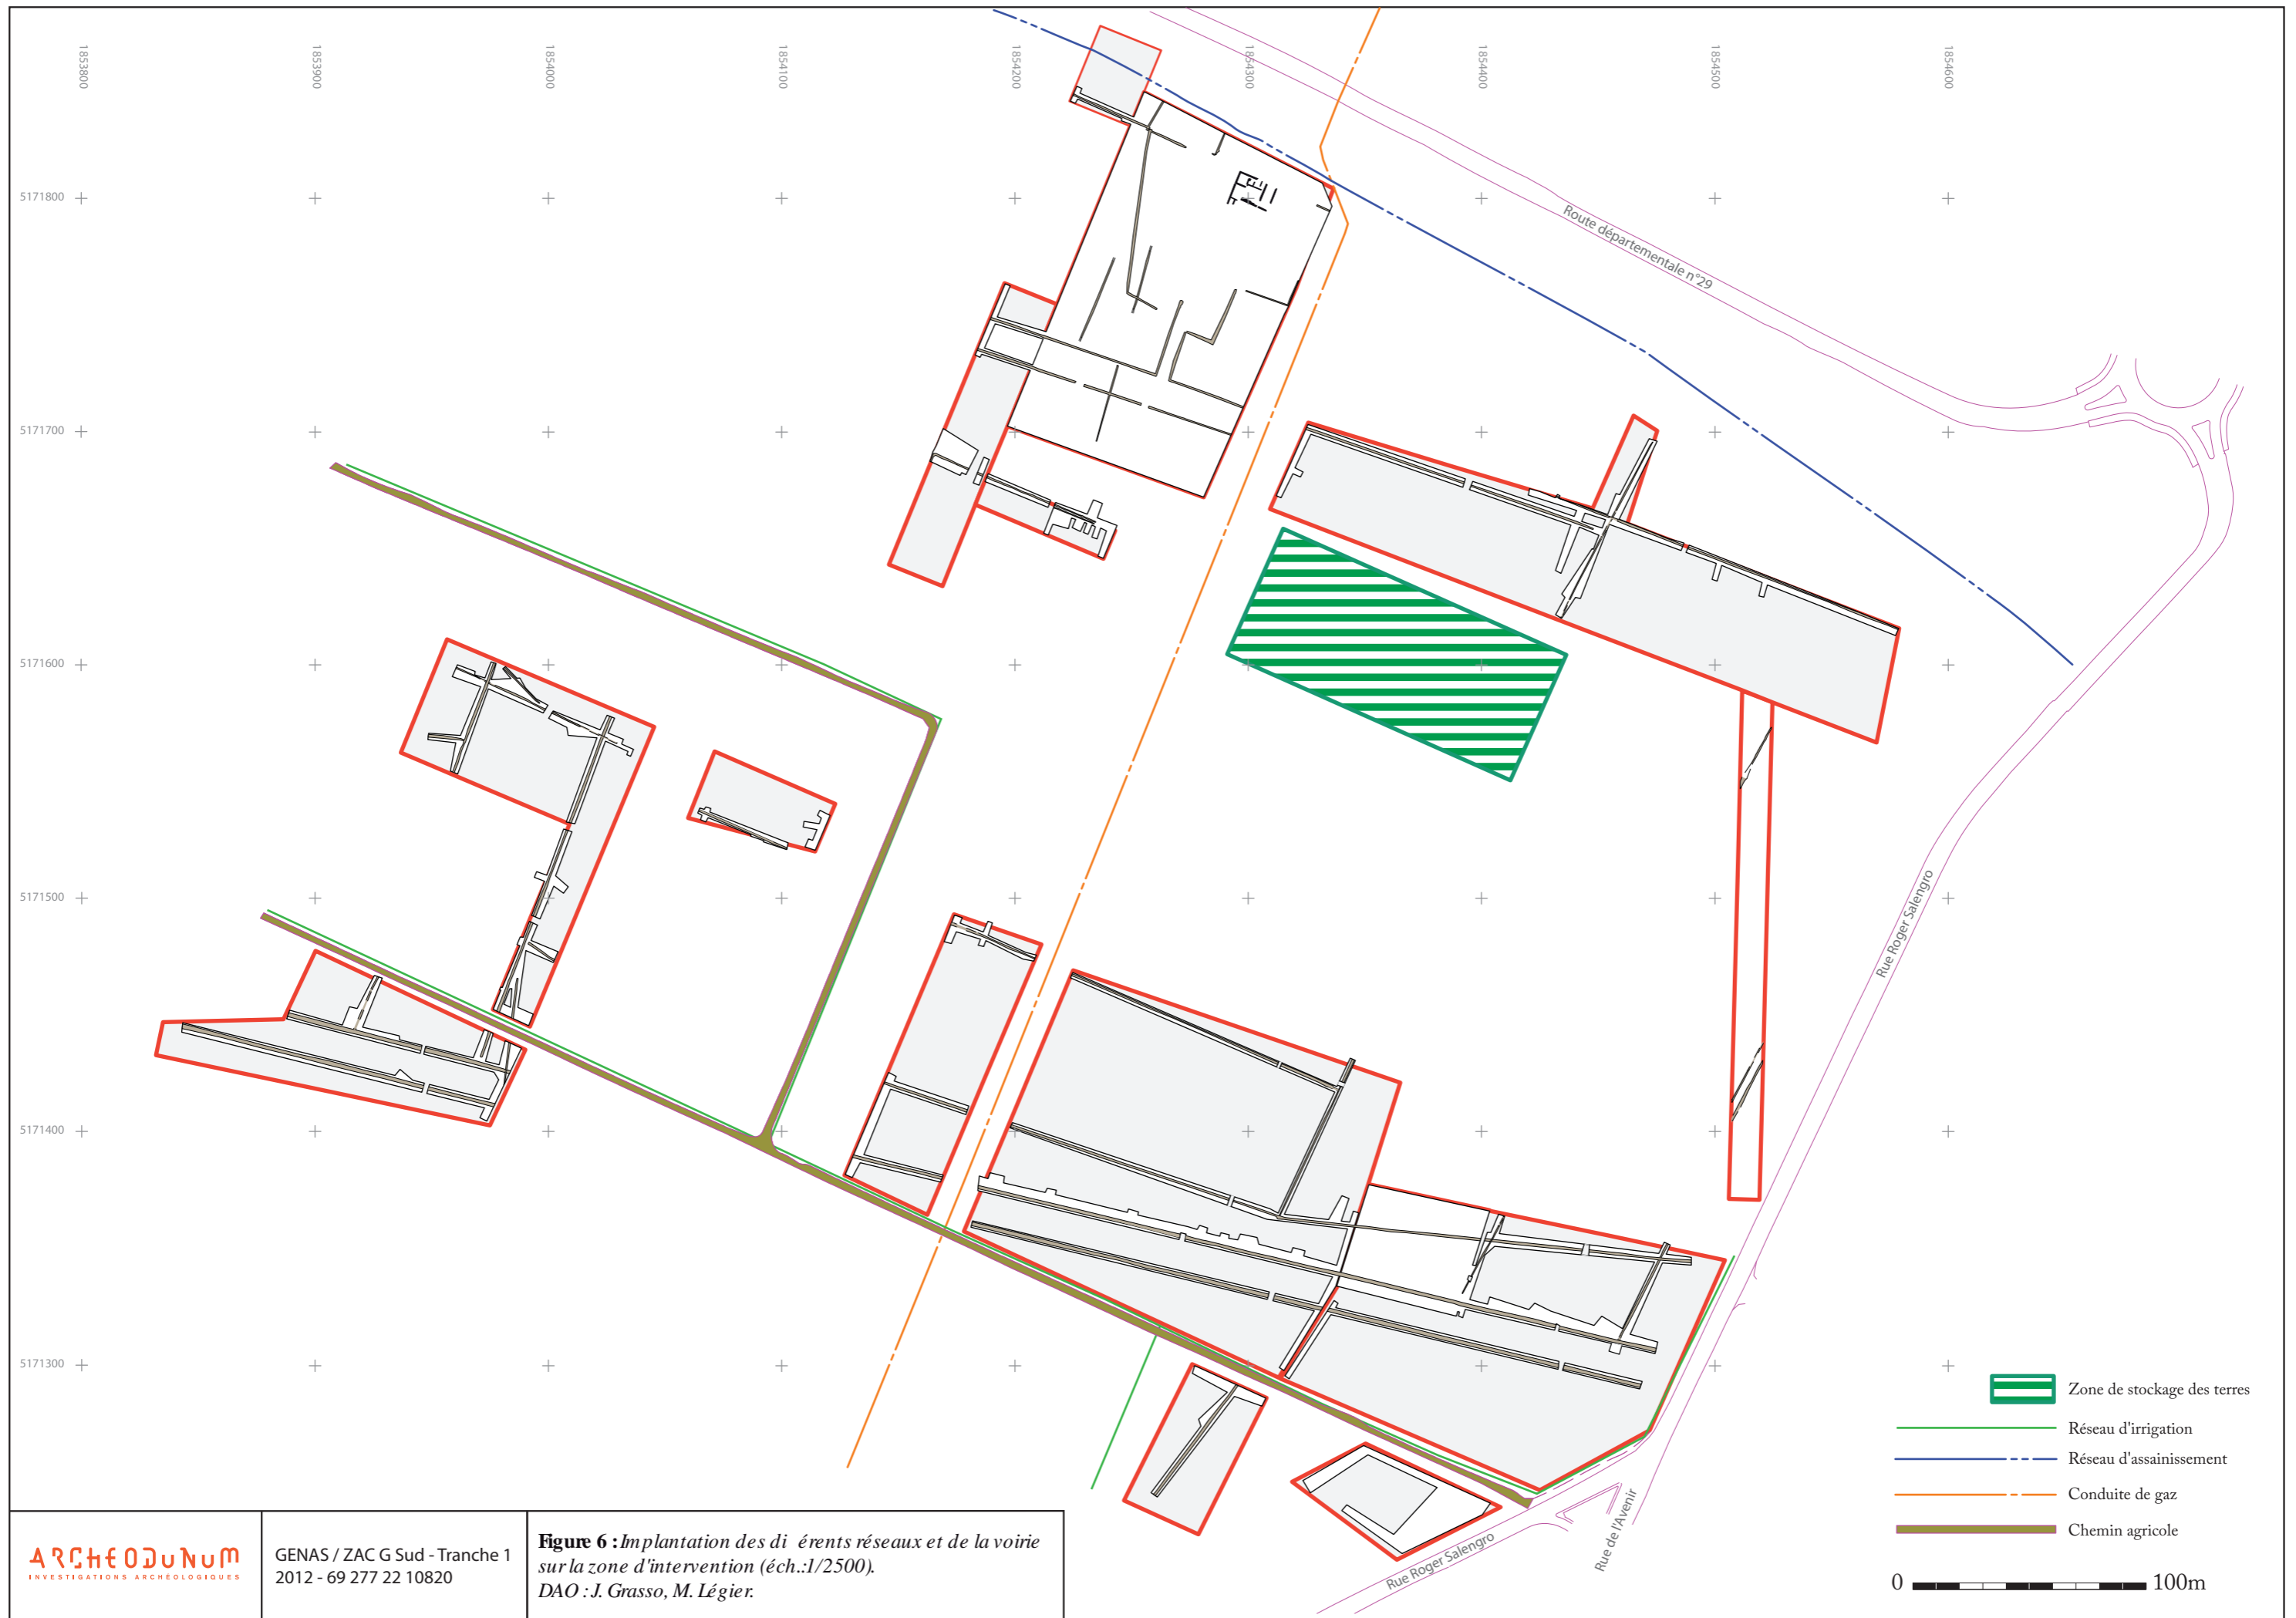 1853800
1853900
1854000
1854100
1854200
1854300
1854400
1854500
1854600
5171800
5171700
5171600
5171500
5171400
5171300
Route départementale n°29
Rue Roger Salengro
Rue Roger Salengro
Rue de l'Avenir
Zone de stockage des terres
Réseau d'irrigation
Réseau d'assainissement
Conduite de gaz
Chemin agricole
0 100m
ARCHEODUNUM
INVESTIGATIONS ARCHÉOLOGIQUES
GENAS / ZAC G Sud - Tranche 1
2012 - 69 277 22 10820
Figure 6 : Implantation des di érents réseaux et de la voirie
sur la zone d'intervention (éch.:1/2500).
DAO : J. Grasso, M. Légier.